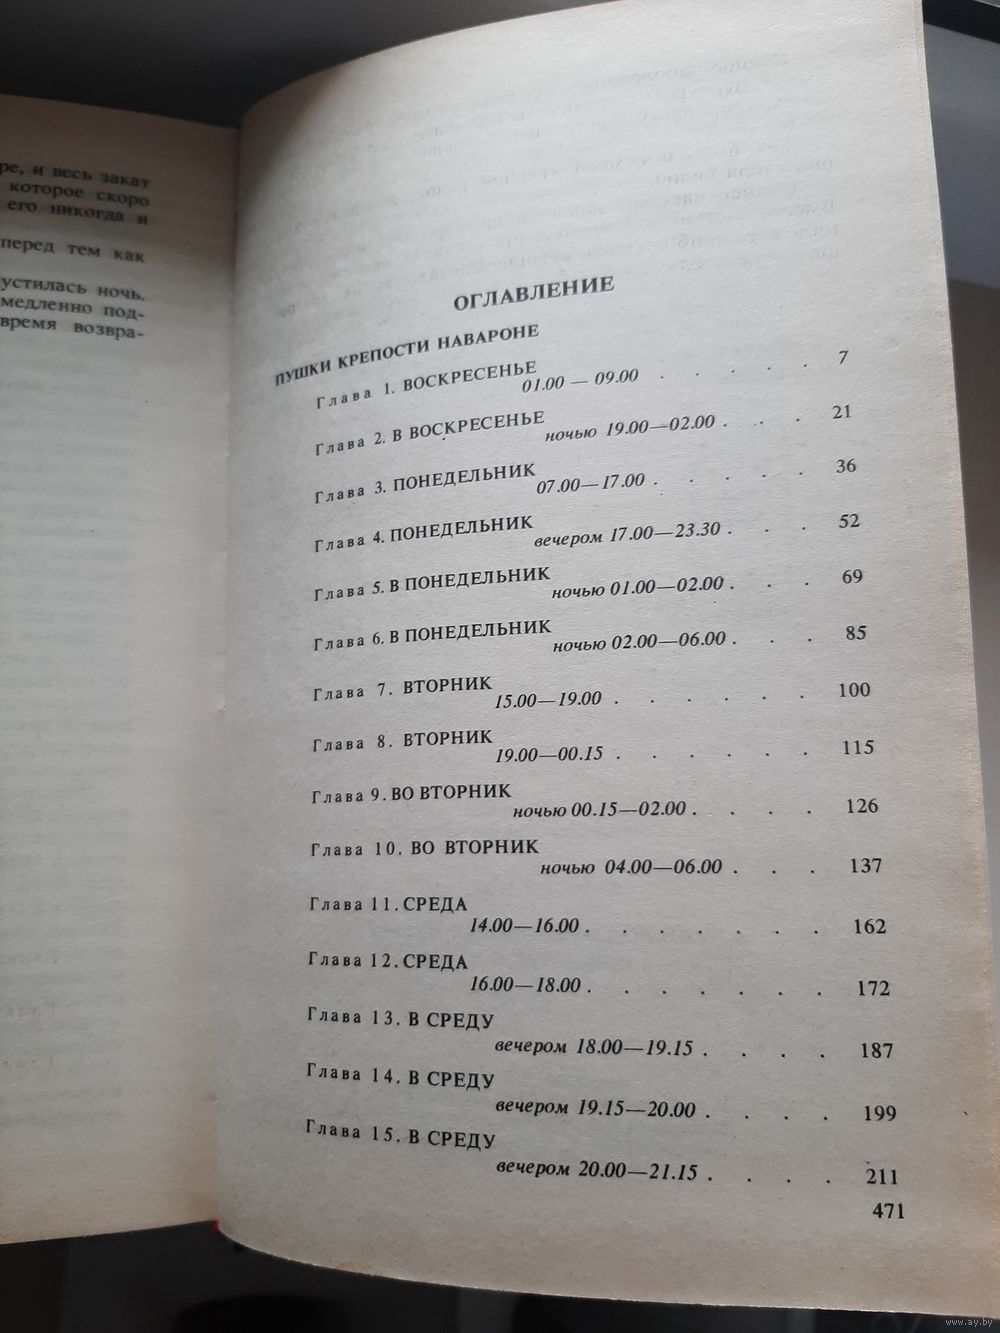 ре, и весь закат
которое скоро
его никогда и
перед тем как
устилась ночь.
медленно под-
время возвра-
ОГЛАВЛЕНИЕ
ПУШКИ КРЕПОСТИ НАВАРОНЕ
Глава 1. ВОСКРЕСЕНЬЕ
01.00 — 09.00 . . . . . 7
Глава 2. В ВОСКРЕСЕНЬЕ
ночью 19.00—02.00 . . . 21
Глава 3. ПОНЕДЕЛЬНИК
07.00—17.00 . . . . . 36
Глава 4. ПОНЕДЕЛЬНИК
вечером 17.00—23.30 . . . 52
Глава 5. В ПОНЕДЕЛЬНИК
ночью 01.00—02.00 . . . 69
Глава 6. В ПОНЕДЕЛЬНИК
ночью 02.00—06.00 . . . 85
Глава 7. ВТОРНИК
15.00—19.00 . . . . . . 100
Глава 8. ВТОРНИК
19.00—00.15 . . . . . . 115
Глава 9. ВО ВТОРНИК
ночью 00.15—02.00 . . . . 126
Глава 10. ВО ВТОРНИК
ночью 04.00—06.00 . . . 137
Глава 11. СРЕДА
14.00—16.00 . . . . . . . 162
Глава 12. СРЕДА
16.00—18.00 . . . . . . . 172
Глава 13. В СРЕДУ
вечером 18.00—19.15 . . . . 187
Глава 14. В СРЕДУ
вечером 19.15—20.00 . . . . 199
Глава 15. В СРЕДУ
вечером 20.00—21.15 . . . . 211
471
www.ay.by